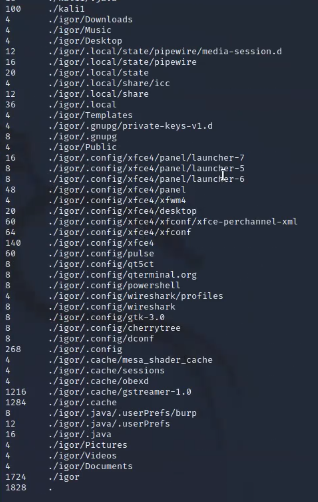 100 ./kali1
4 ./igor/Downloads
4 ./igor/Music
4 ./igor/Desktop
12 ./igor/.local/state/pipewire/media-session.d
16 ./igor/.local/state/pipewire
20 ./igor/.local/state
4 ./igor/.local/share/icc
12 ./igor/.local/share
36 ./igor/.local
4 ./igor/Templates
4 ./igor/.gnupg/private-keys-v1.d
8 ./igor/.gnupg
4 ./igor/Public
16 ./igor/.config/xfce4/panel/launcher-7
8 ./igor/.config/xfce4/panel/launcher-5
8 ./igor/.config/xfce4/panel/launcher-6
48 ./igor/.config/xfce4/panel
4 ./igor/.config/xfce4/xfwm4
20 ./igor/.config/xfce4/desktop
60 ./igor/.config/xfce4/xfconf/xfce-perchannel-xml
64 ./igor/.config/xfce4/xfconf
140 ./igor/.config/xfce4
60 ./igor/.config/pulse
8 ./igor/.config/qt5ct
8 ./igor/.config/qterminal.org
8 ./igor/.config/powershell
4 ./igor/.config/wireshark/profiles
8 ./igor/.config/wireshark
8 ./igor/.config/gtk-3.0
8 ./igor/.config/cherrytree
8 ./igor/.config/dconf
268 ./igor/.config
4 ./igor/.cache/mesa_shader_cache
4 ./igor/.cache/sessions
4 ./igor/.cache/obexd
1216 ./igor/.cache/gstreamer-1.0
1284 ./igor/.cache
8 ./igor/.java/.userPrefs/burp
12 ./igor/.java/.userPrefs
16 ./igor/.java
4 ./igor/Pictures
4 ./igor/Videos
4 ./igor/Documents
1724 ./igor
1828 .